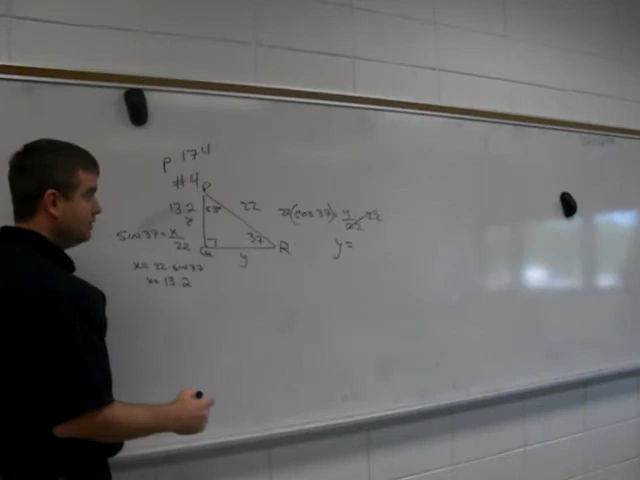 p 174
#4
P
13.2
x
53
22
37
Q
R
y
sin 37 = x/22
x = 22·sin 37
x = 13.2
22(cos 37) = y/22 · 22
y =